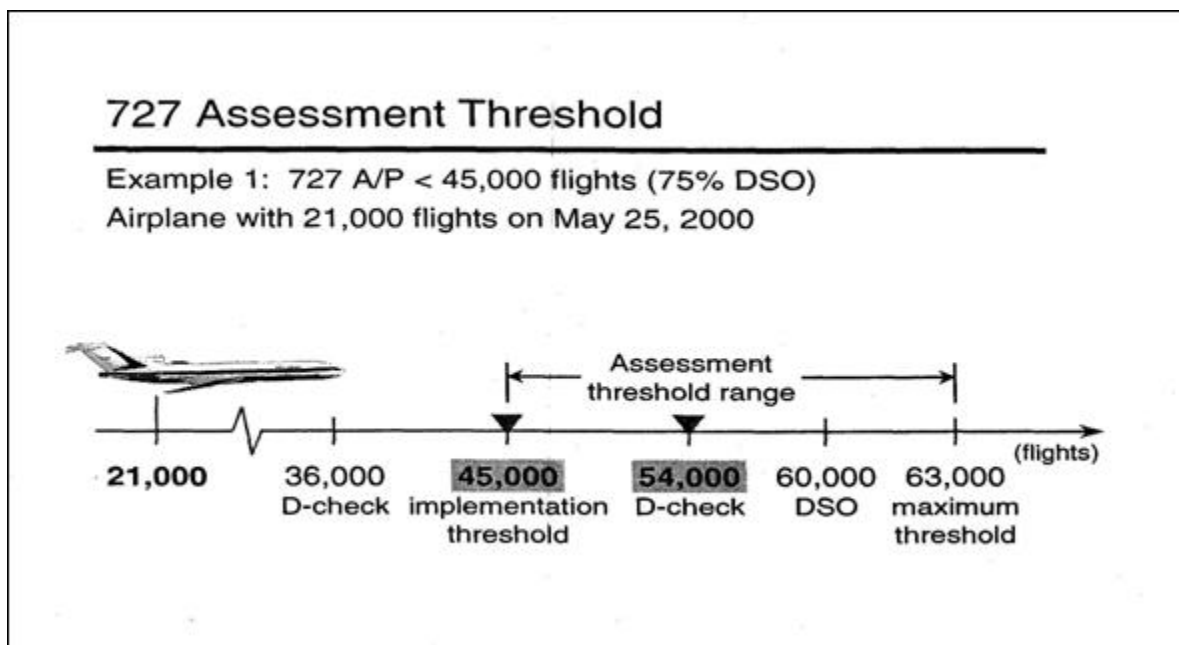 727 Assessment Threshold
Example 1: 727 A/P < 45,000 flights (75% DSO)
Airplane with 21,000 flights on May 25, 2000
Assessment
threshold range
(flights)
21,000
36,000
D-check
45,000
implementation
threshold
54,000
D-check
60,000
DSO
63,000
maximum
threshold